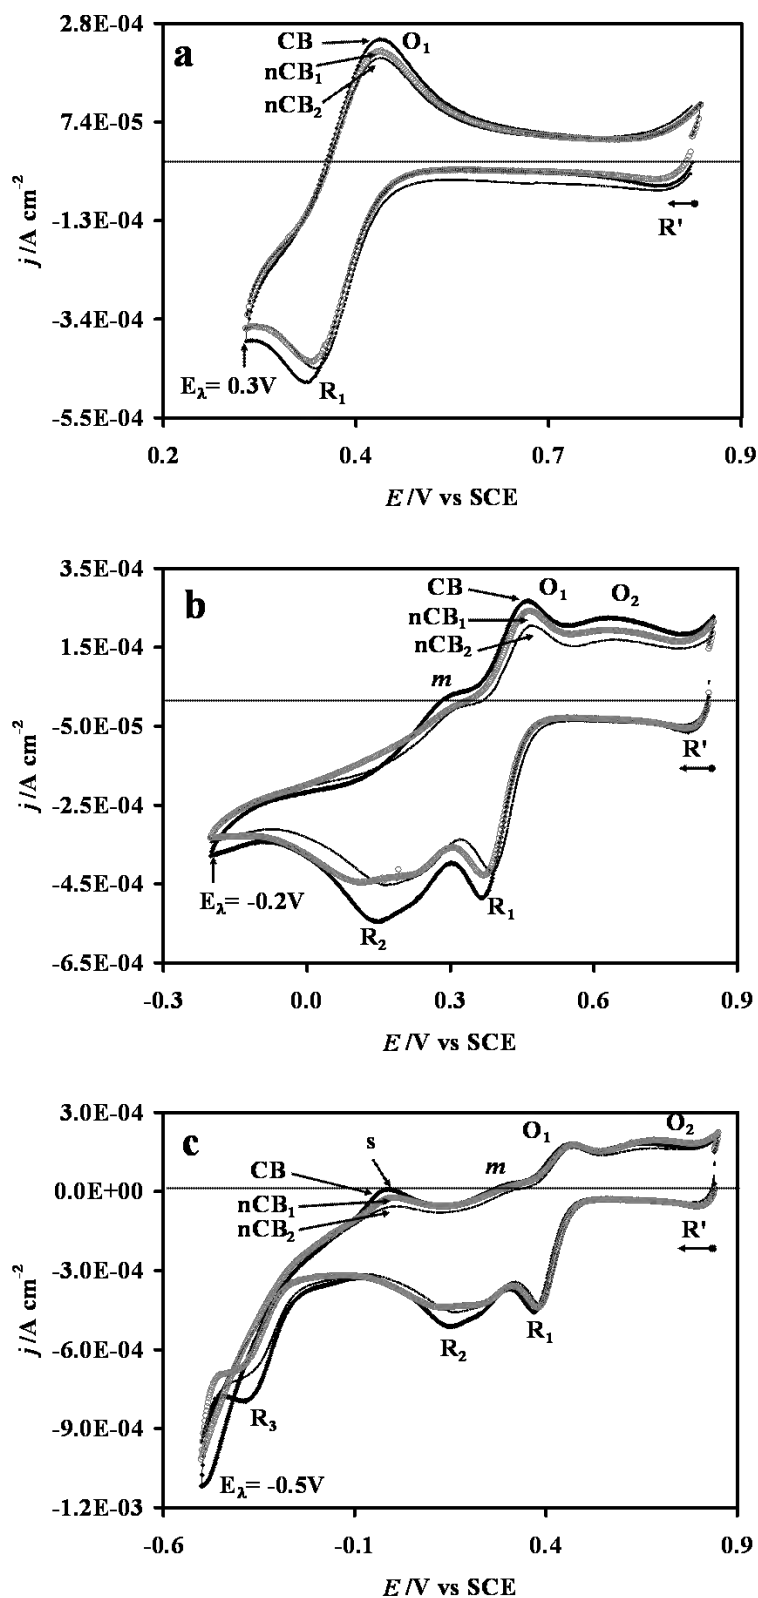 2.8E-04
a
CB
O₁
nCB₁
nCB₂
7.4E-05
-1.3E-04
R'
-3.4E-04
Eλ= 0.3V
R₁
-5.5E-04
j /A cm⁻²
0.2 0.4 0.7 0.9
E /V vs SCE
3.5E-04
b
CB
O₁
O₂
nCB₁
nCB₂
1.5E-04
m
-5.0E-05
R'
-2.5E-04
-4.5E-04
Eλ= -0.2V
R₁
R₂
-6.5E-04
j /A cm⁻²
-0.3 0.0 0.3 0.6 0.9
E /V vs SCE
3.0E-04
c
s
O₁
O₂
CB
m
0.0E+00
nCB₁
nCB₂
R'
-3.0E-04
R₁
R₂
-6.0E-04
R₃
-9.0E-04
Eλ= -0.5V
-1.2E-03
j /A cm⁻²
-0.6 -0.1 0.4 0.9
E /V vs SCE